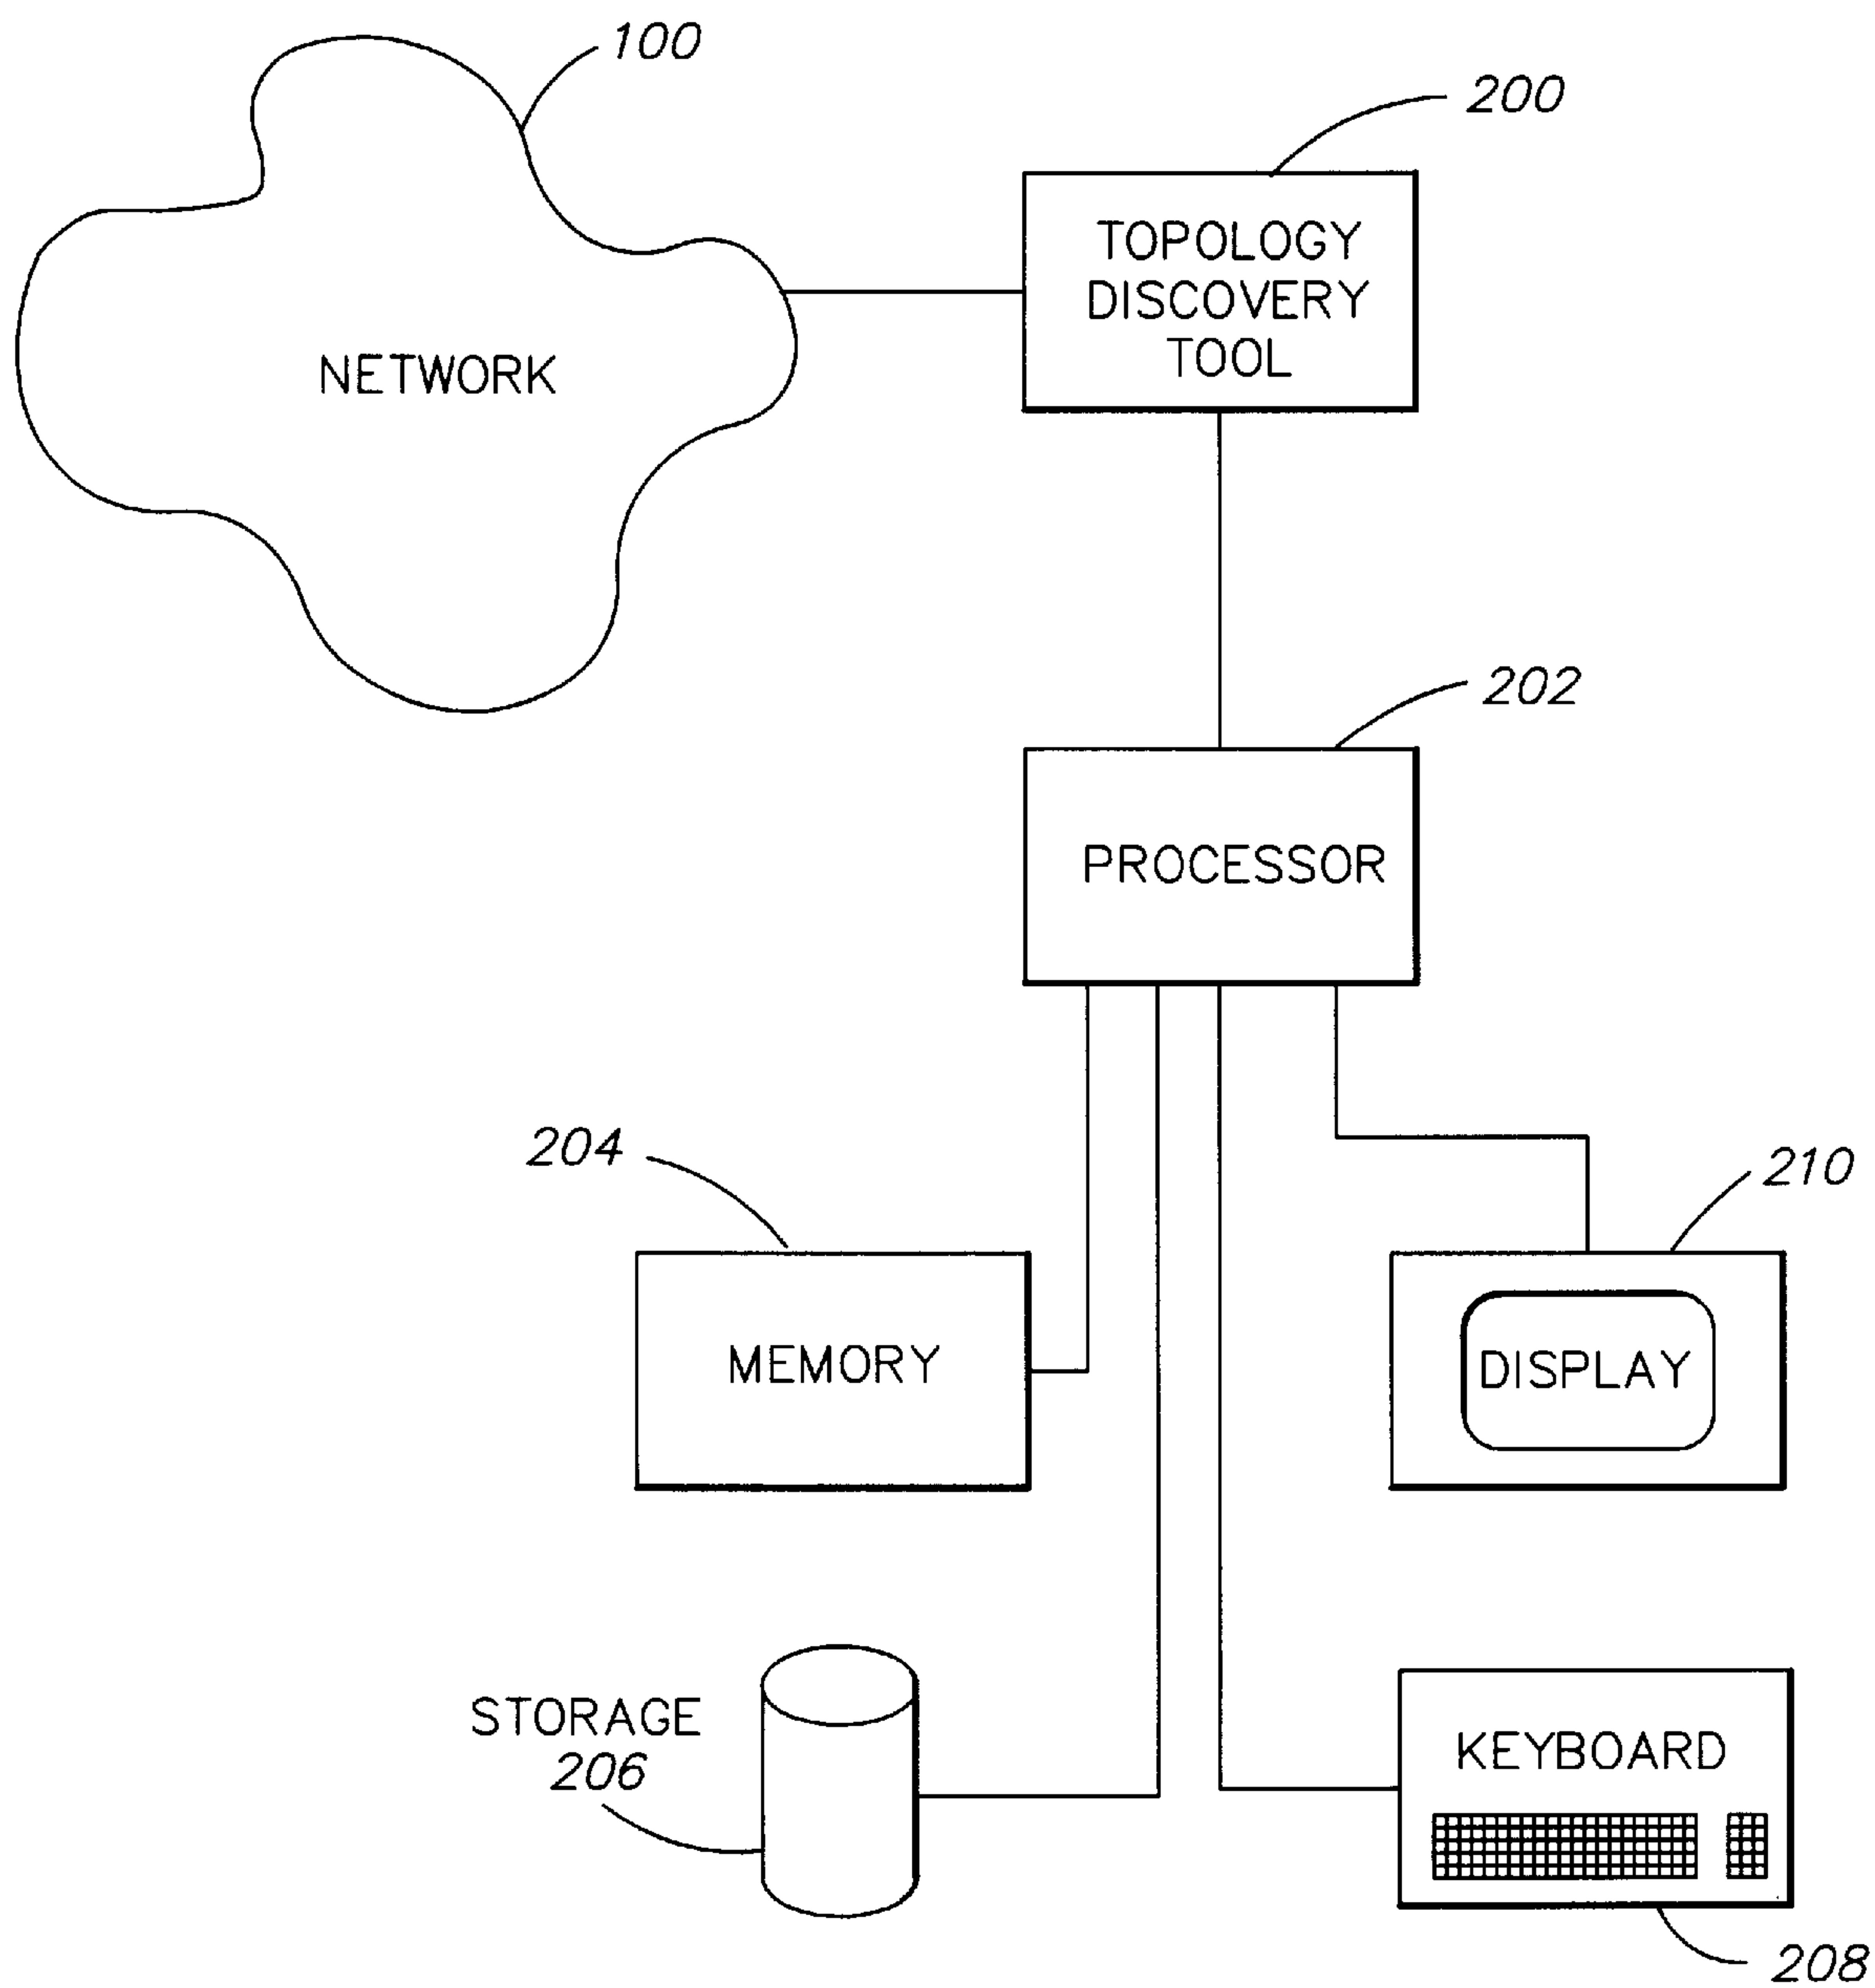 100
200
TOPOLOGY
DISCOVERY
TOOL
NETWORK
202
PROCESSOR
204
210
MEMORY
DISPLAY
STORAGE
206
KEYBOARD
208